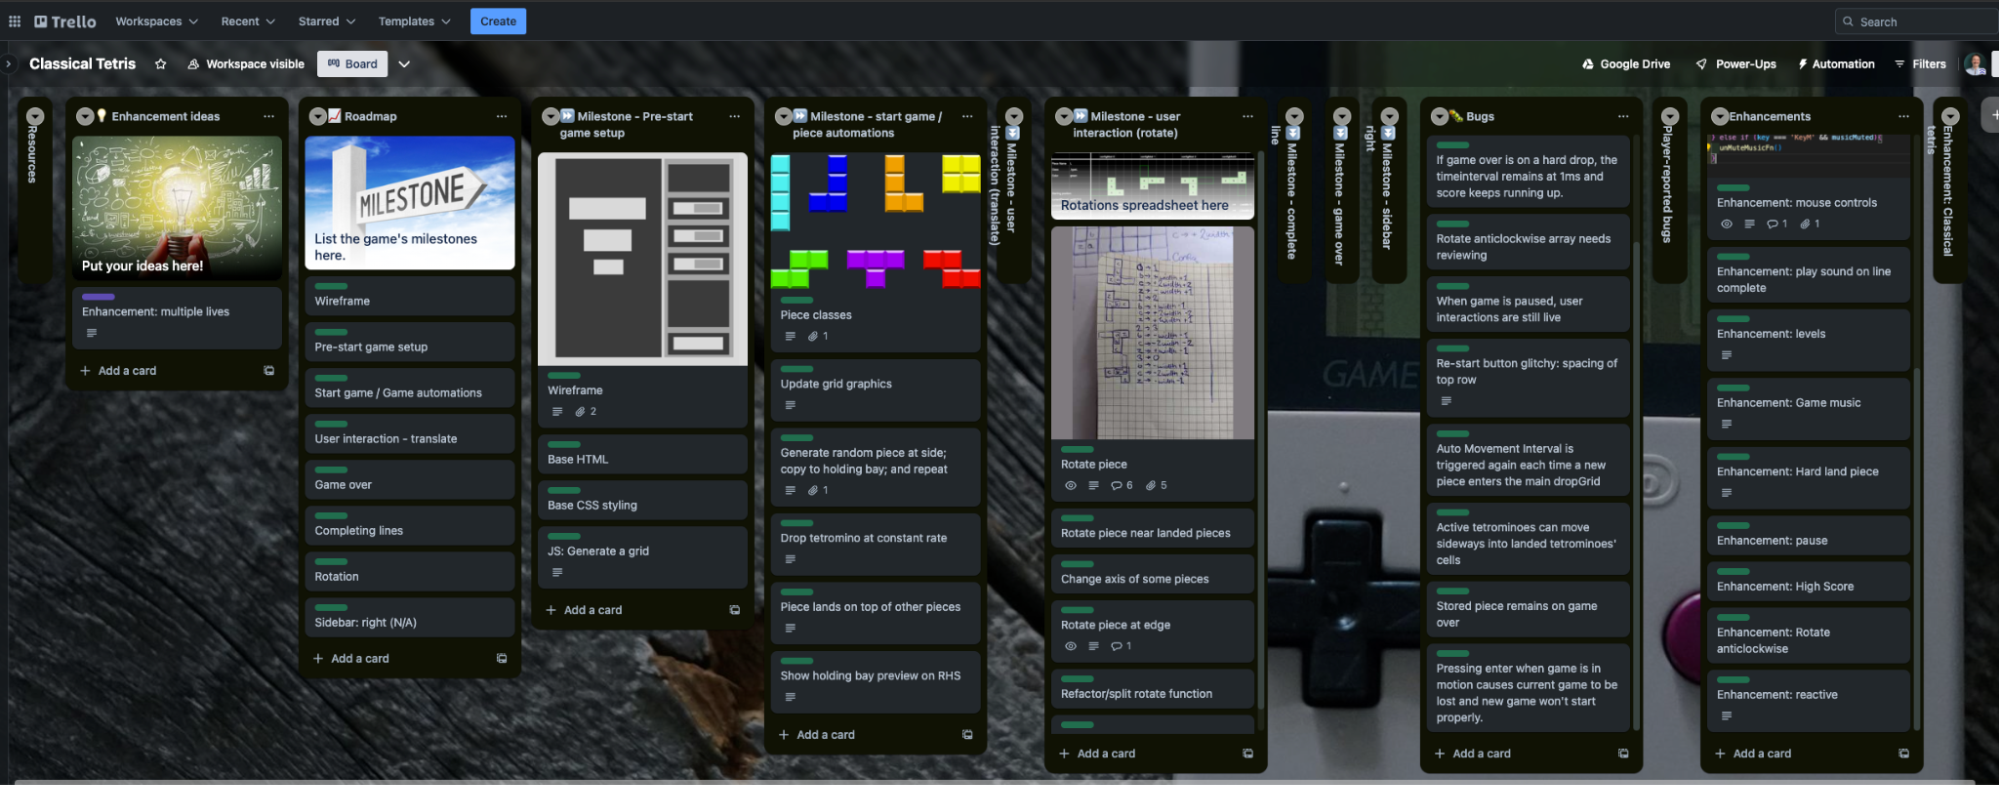 Trello
Workspaces
Recent
Starred
Templates
Create
Search
Classical Tetris
Workspace visible
Board
Google Drive
Power-Ups
Automation
Filters
Resources
Enhancement ideas
Put your ideas here!
Enhancement: multiple lives
Add a card
Roadmap
MILESTONE
List the game's milestones
here.
Wireframe
Pre-start game setup
Start game / Game automations
User interaction - translate
Game over
Completing lines
Rotation
Sidebar: right (N/A)
Add a card
Milestone - Pre-start
game setup
Wireframe
2
Base HTML
Base CSS styling
JS: Generate a grid
Add a card
Milestone - start game /
piece automations
Piece classes
1
Update grid graphics
Generate random piece at side;
copy to holding bay; and repeat
1
Drop tetromino at constant rate
Piece lands on top of other pieces
Show holding bay preview on RHS
Add a card
Milestone - user
interaction (translate)
Milestone - user
interaction (rotate)
Rotations spreadsheet here
Rotate piece
6
5
Rotate piece near landed pieces
Change axis of some pieces
Rotate piece at edge
1
Refactor/split rotate function
Add a card
Milestone - complete
line
Milestone - game over
Milestone - sidebar
right
GAME
Bugs
If game over is on a hard drop, the
timeinterval remains at 1ms and
score keeps running up.
Rotate anticlockwise array needs
reviewing
When game is paused, user
interactions are still live
Re-start button glitchy: spacing of
top row
Auto Movement Interval is
triggered again each time a new
piece enters the main dropGrid
Active tetrominoes can move
sideways into landed tetrominoes'
cells
Stored piece remains on game
over
Pressing enter when game is in
motion causes current game to be
lost and new game won't start
properly.
Add a card
Player-reported bugs
Enhancements
} else if (key === "KeyM" && musicMuted){
unMuteMusicFn()
}
Enhancement: mouse controls
1
1
Enhancement: play sound on line
complete
Enhancement: levels
Enhancement: Game music
Enhancement: Hard land piece
Enhancement: pause
Enhancement: High Score
Enhancement: Rotate
anticlockwise
Enhancement: reactive
Add a card
Enhancement: Classical
tetris